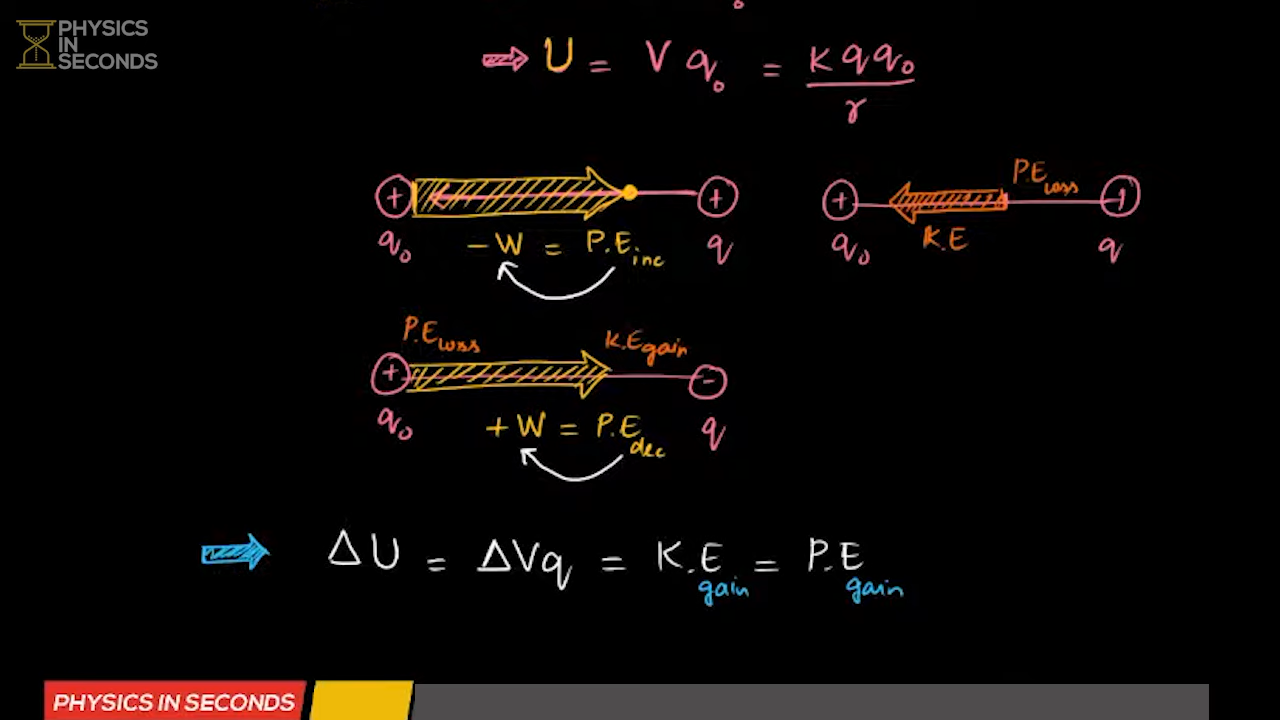 PHYSICS
IN
SECONDS
⇒ U = V q₀ = K q q₀ / r
+ + + +
P.E loss
q₀ q q₀ q
K.E
- W = P.E inc
P.E loss K.E gain
+ -
q₀ q
+ W = P.E dec
⇒ ΔU = ΔVq = K.E gain = P.E gain
PHYSICS IN SECONDS